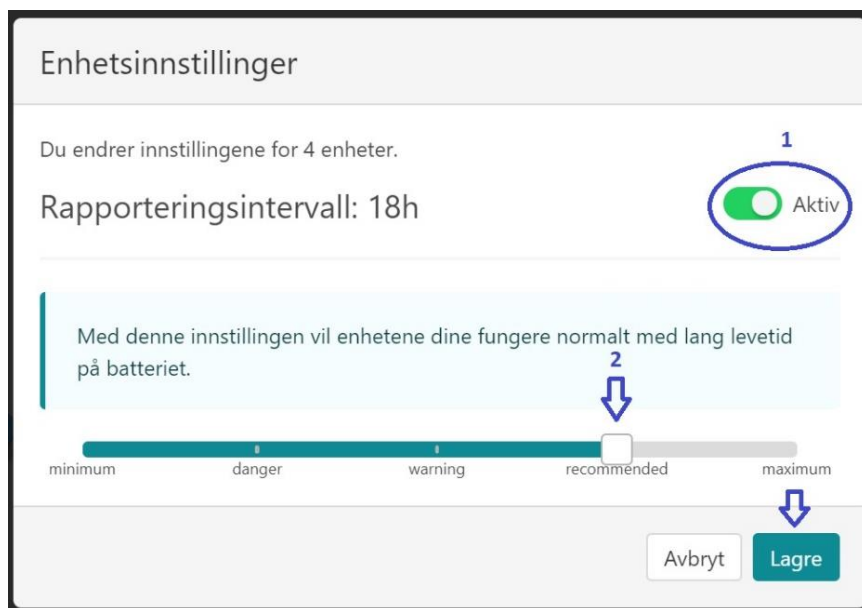 Enhetsinnstillinger
Du endrer innstillingene for 4 enheter.
1
Rapporteringsintervall: 18h
Aktiv
Med denne innstillingen vil enhetene dine fungere normalt med lang levetid
på batteriet.
2
minimum danger warning recommended maximum
Avbryt Lagre